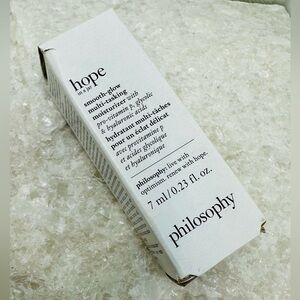 hope
in a jar
smooth-glow
multi-tasking
moisturizer with
pro-vitamin p, glycolic
& hyaluronic acids
hydratant multi-tâches
pour un éclat délicat
avec provitamine p
et acides glycolique
et hyaluronique
philosophy: live with
optimism. renew with hope.
7 ml / 0.23 fl. oz.
philosophy